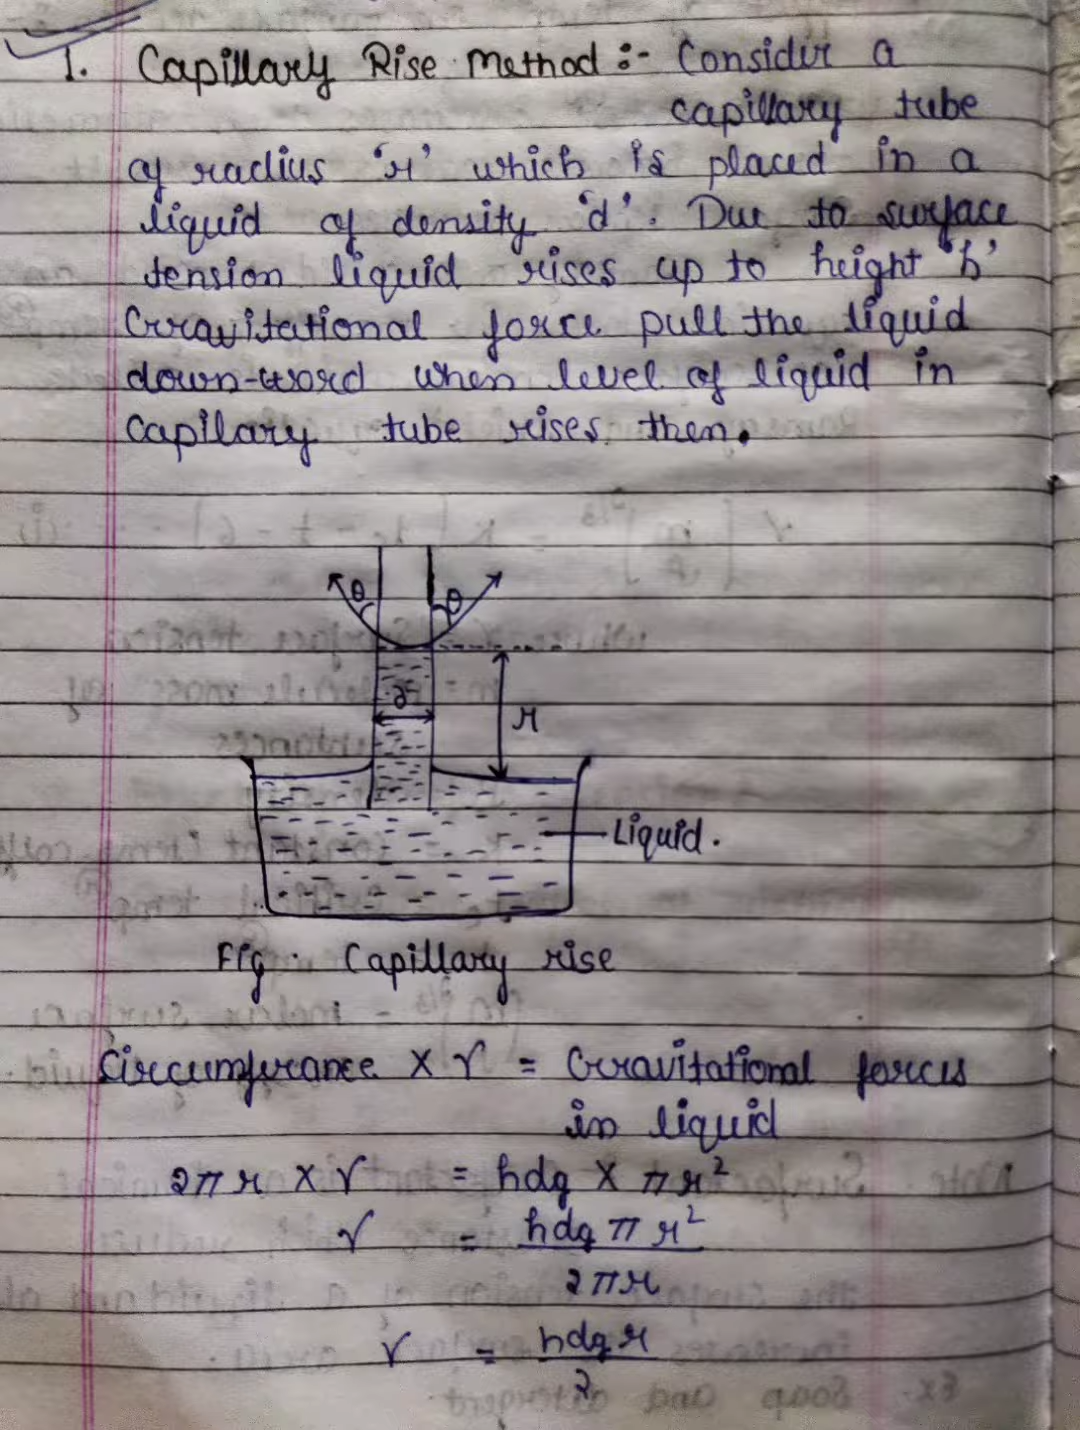 1. Capillary Rise Method :- Consider a
capillary tube
of radius 'r' which is placed in a
liquid of density 'd'. Due to surface
tension liquid rises up to height 'h'
Gravitational force pull the liquid
down-word when level of liquid in
Capilary tube rises then.
θ θ
2r
r
Liquid.
Fig. Capillary rise
Circumferance X γ = Gravitational forces
in liquid
2πr X γ = hdg X πr²
γ = hdg πr²
2πr
γ = hdgr
2